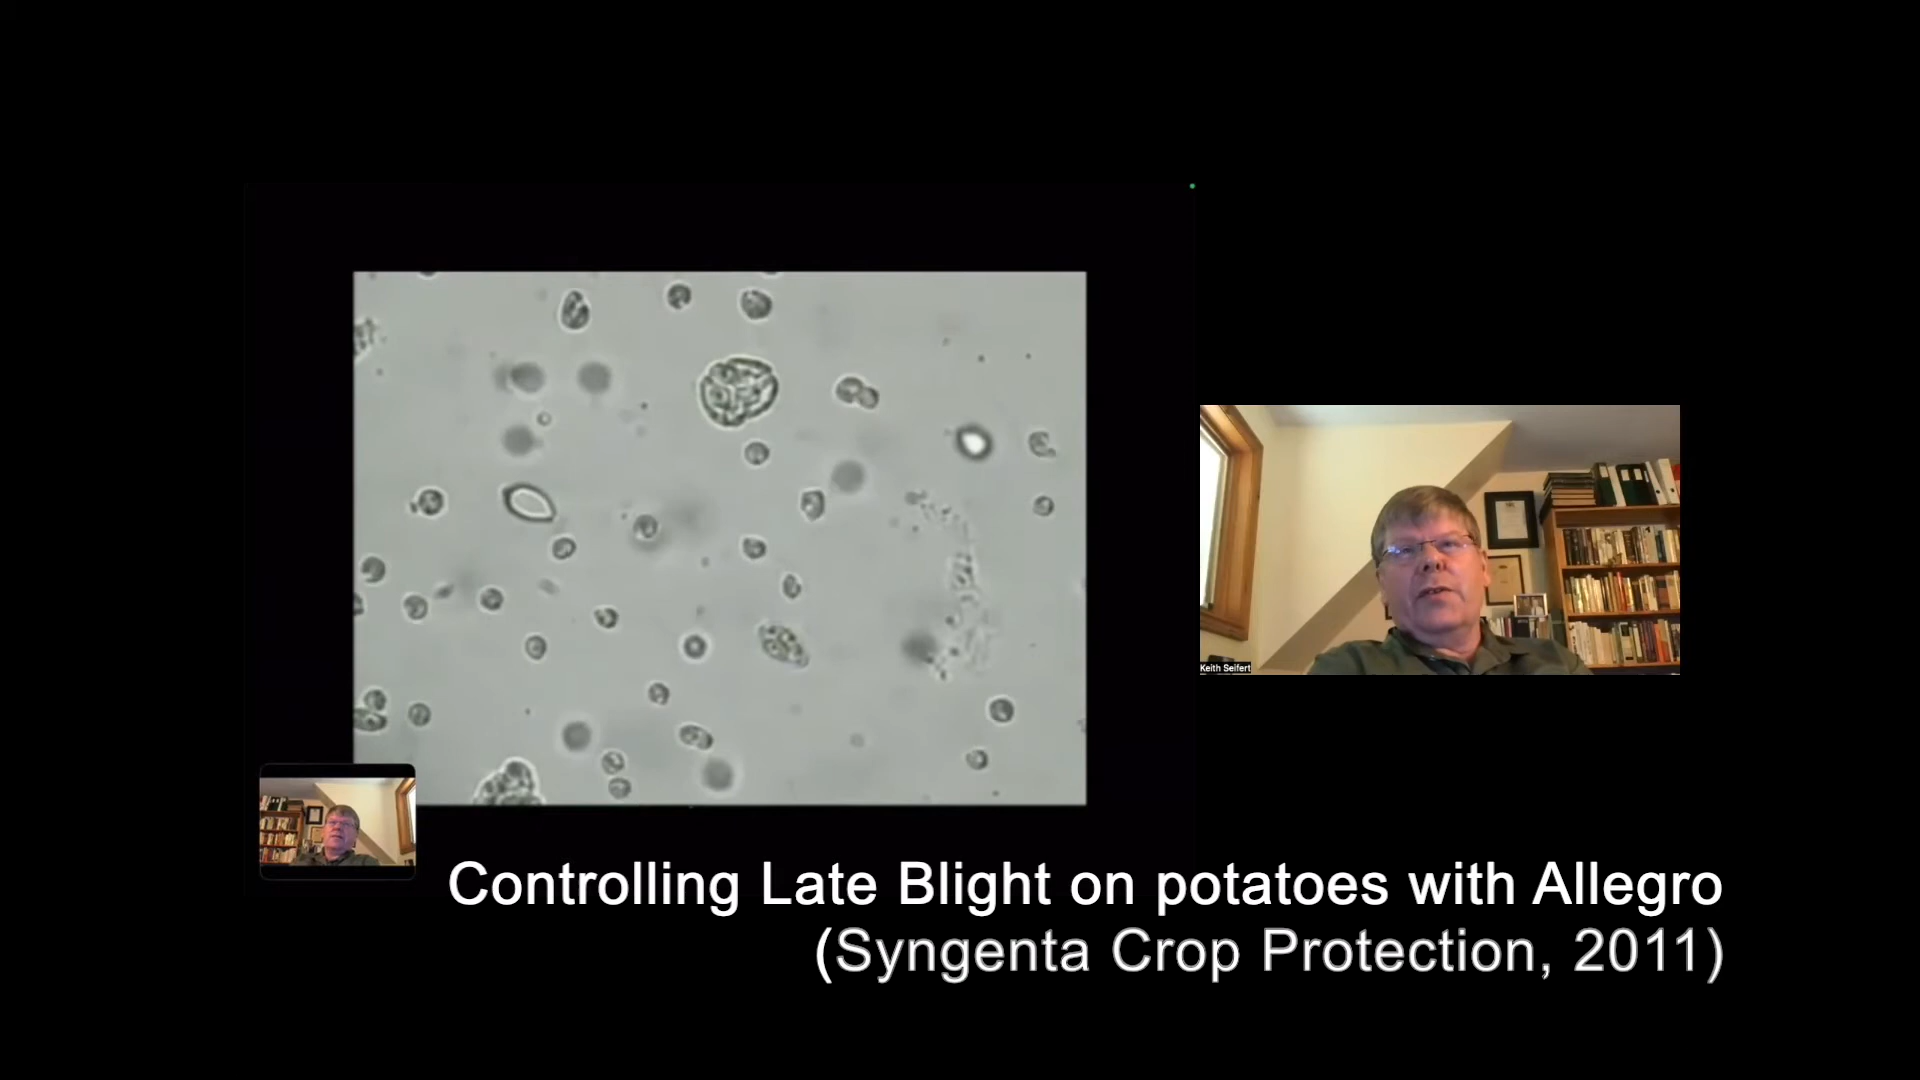 Keith Seifert
Controlling Late Blight on potatoes with Allegro
(Syngenta Crop Protection, 2011)